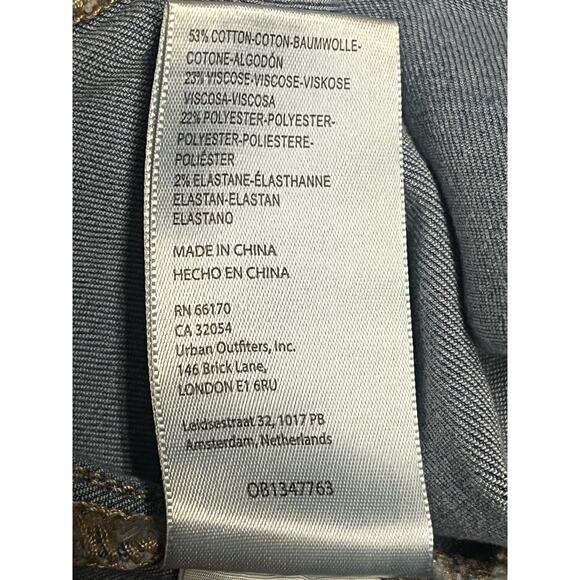 53% COTTON-COTON-BAUMWOLLE-
COTONE-ALGODÓN
23% VISCOSE-VISCOSE-VISKOSE
VISCOSA-VISCOSA
22% POLYESTER-POLYESTER-
POLYESTER-POLIESTERE-
POLIÉSTER
2% ELASTANE-ÉLASTHANNE
ELASTAN-ELASTAN
ELASTANO
MADE IN CHINA
HECHO EN CHINA
RN 66170
CA 32054
Urban Outfiters, Inc.
146 Brick Lane,
LONDON E1 6RU
Leidsestraat 32, 1017 PB
Amsterdam, Netherlands
OB1347763